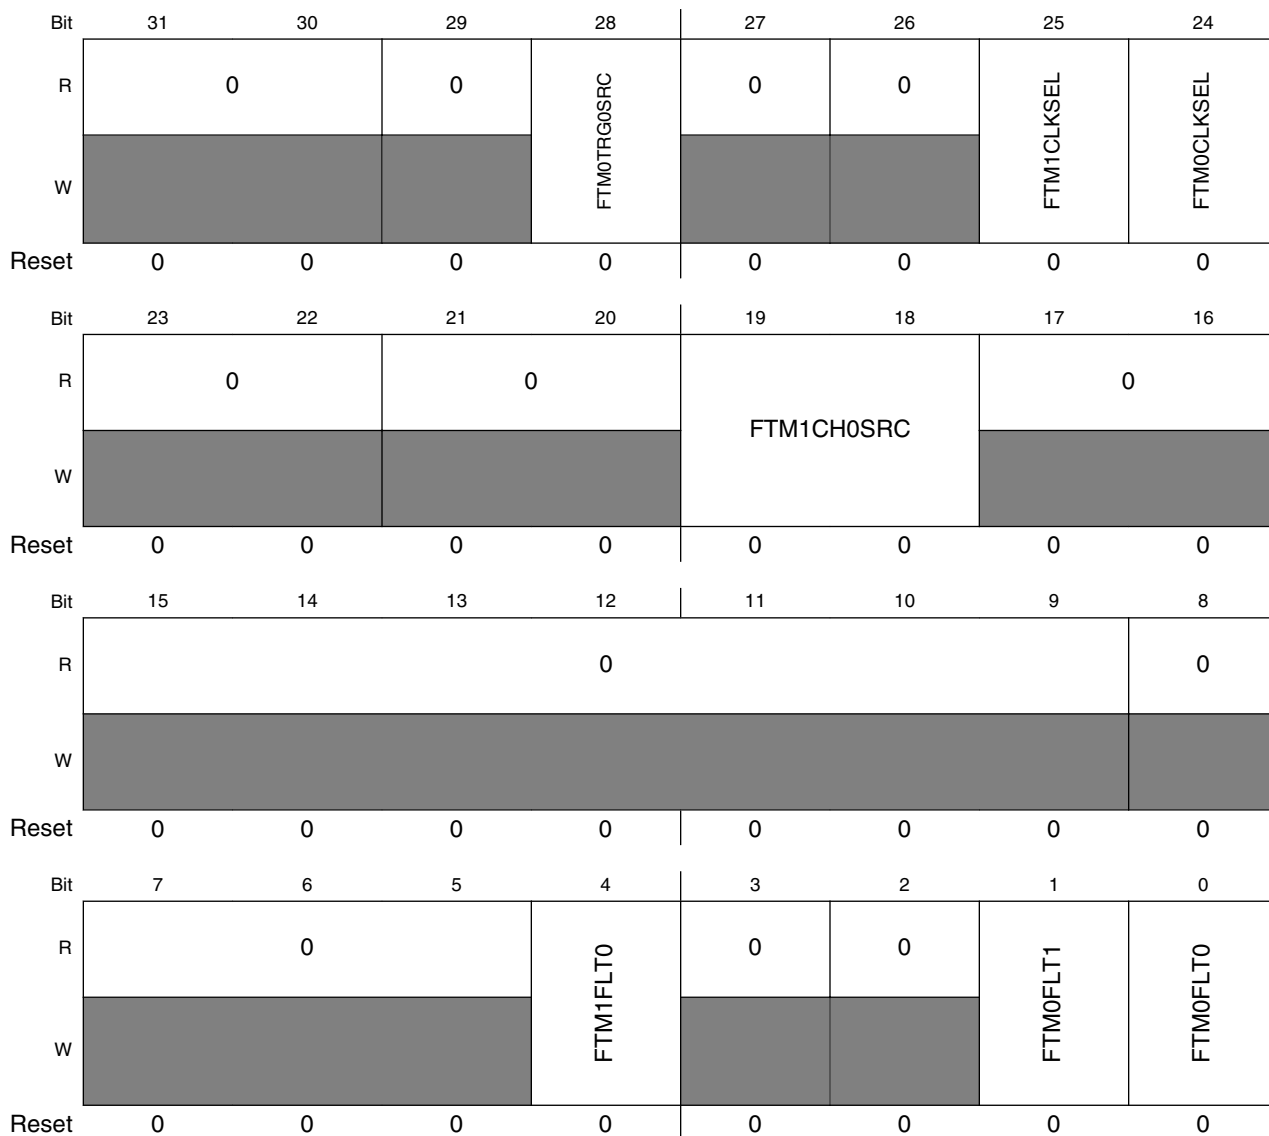 Bit 31 30 29 28 27 26 25 24
R 0 0 FTM0TRG0SRC 0 0 FTM1CLKSEL FTM0CLKSEL
W
Reset 0 0 0 0 0 0 0 0
Bit 23 22 21 20 19 18 17 16
R 0 0 FTM1CH0SRC 0
W
Reset 0 0 0 0 0 0 0 0
Bit 15 14 13 12 11 10 9 8
R 0 0
W
Reset 0 0 0 0 0 0 0 0
Bit 7 6 5 4 3 2 1 0
R 0 FTM1FLT0 0 0 FTM0FLT1 FTM0FLT0
W
Reset 0 0 0 0 0 0 0 0